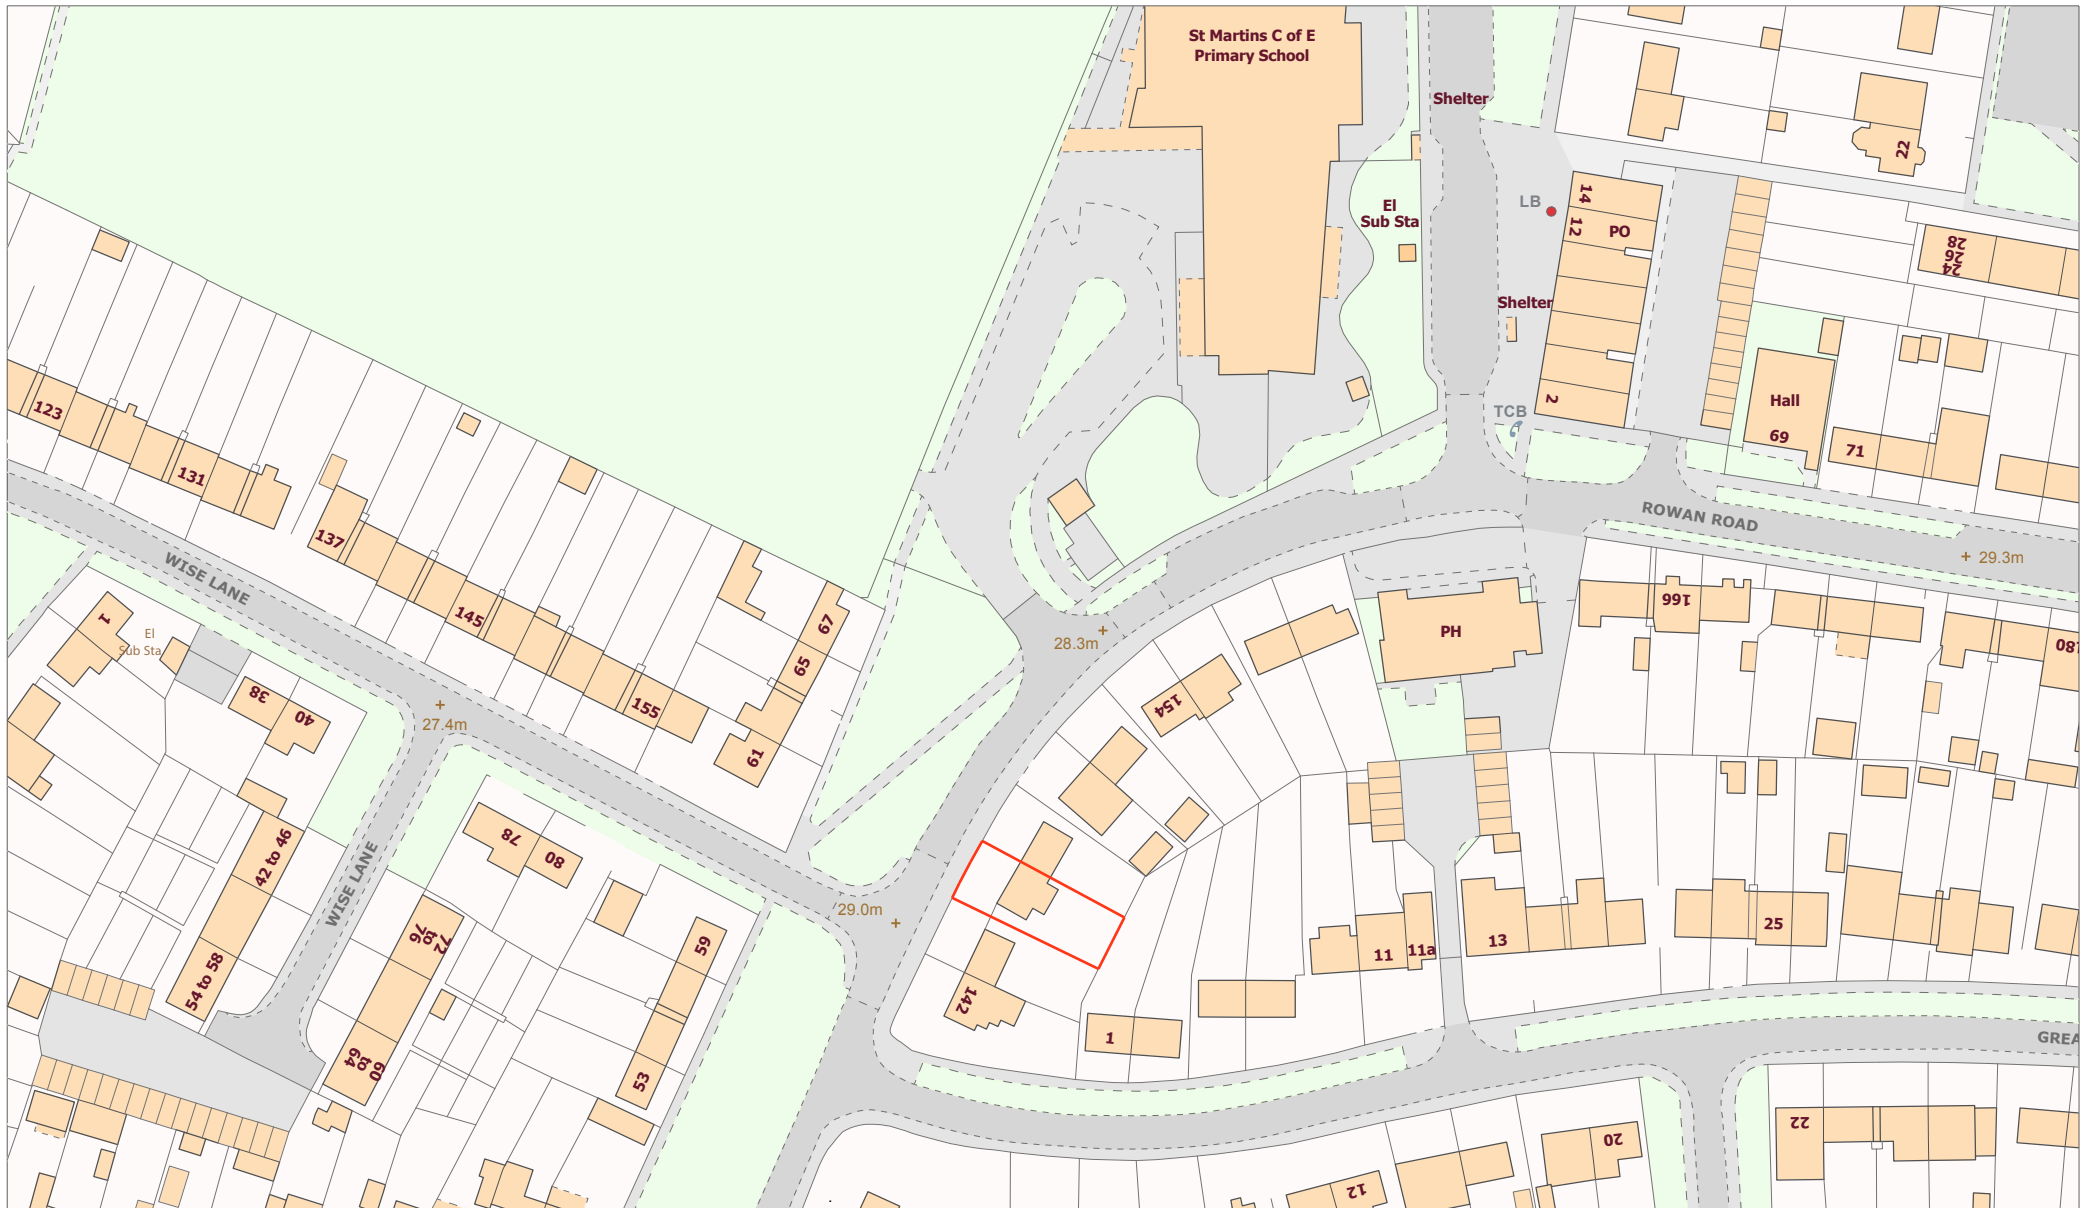 St Martins C of E
Primary School
Shelter
22
14
LB
El
Sub Sta
12
PO
28
26
24
Shelter
2
TCB
Hall
69
71
123
131
137
ROWAN ROAD
29.3m
WISE LANE
145
155
67
65
61
1
El
Sub Sta
38
40
27.4m
28.3m
PH
166
180
154
78
80
42 to 46
WISE LANE
54 to 58
72
to
76
60
to
64
59
53
29.0m
142
1
11
11a
13
25
GREA
22
20
12